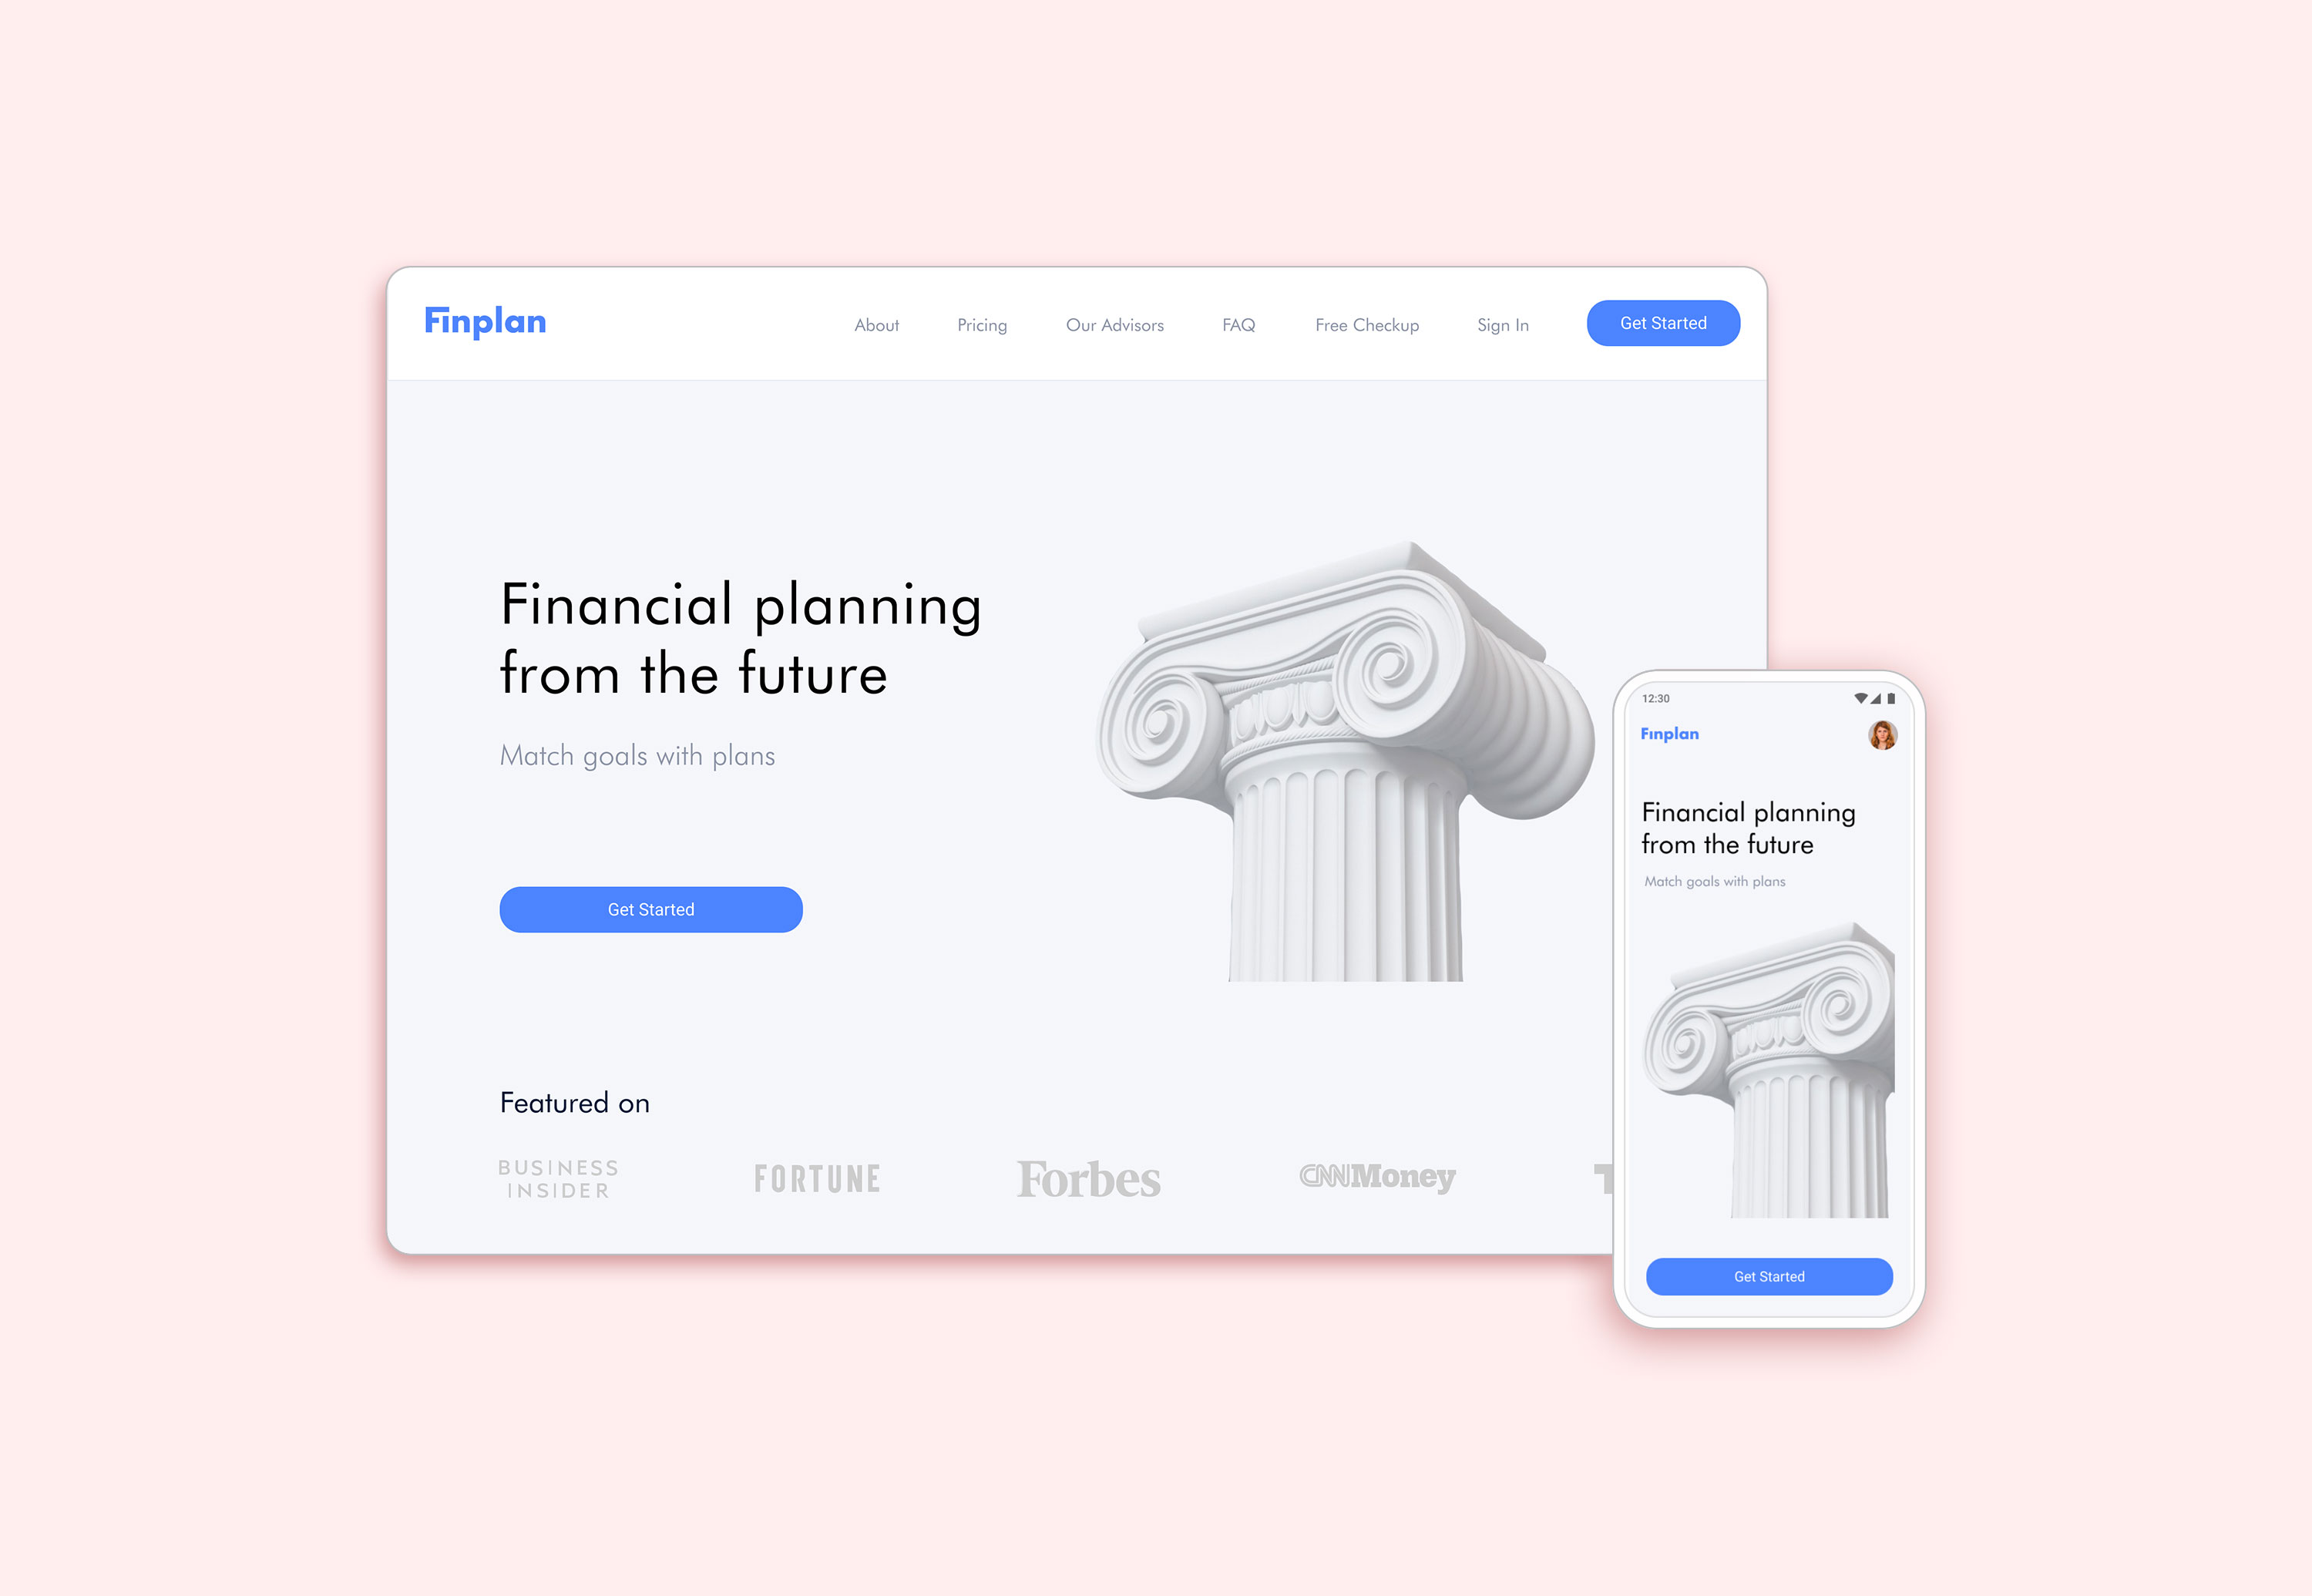 Finplan
About Pricing Our Advisors FAQ Free Checkup Sign In Get Started
Financial planning
from the future
Match goals with plans
Get Started
Featured on
BUSINESS
INSIDER
FORTUNE
Forbes
CNNMoney
12:30
Finplan
Financial planning
from the future
Match goals with plans
Get Started